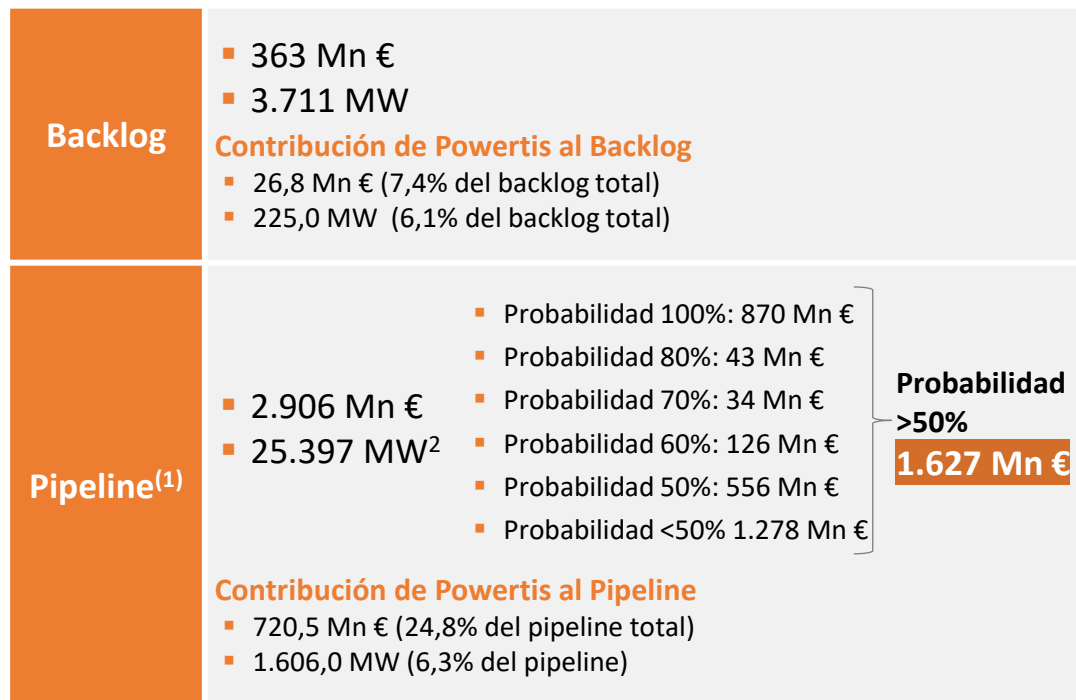 Backlog
363 Mn €
3.711 MW
Contribución de Powertis al Backlog
26,8 Mn € (7,4% del backlog total)
225,0 MW (6,1% del backlog total)
Pipeline(1)
2.906 Mn €
25.397 MW2
Probabilidad 100%: 870 Mn €
Probabilidad 80%: 43 Mn €
Probabilidad 70%: 34 Mn €
Probabilidad 60%: 126 Mn €
Probabilidad 50%: 556 Mn €
Probabilidad <50% 1.278 Mn €
Probabilidad
>50%
1.627 Mn €
Contribución de Powertis al Pipeline
720,5 Mn € (24,8% del pipeline total)
1.606,0 MW (6,3% del pipeline)